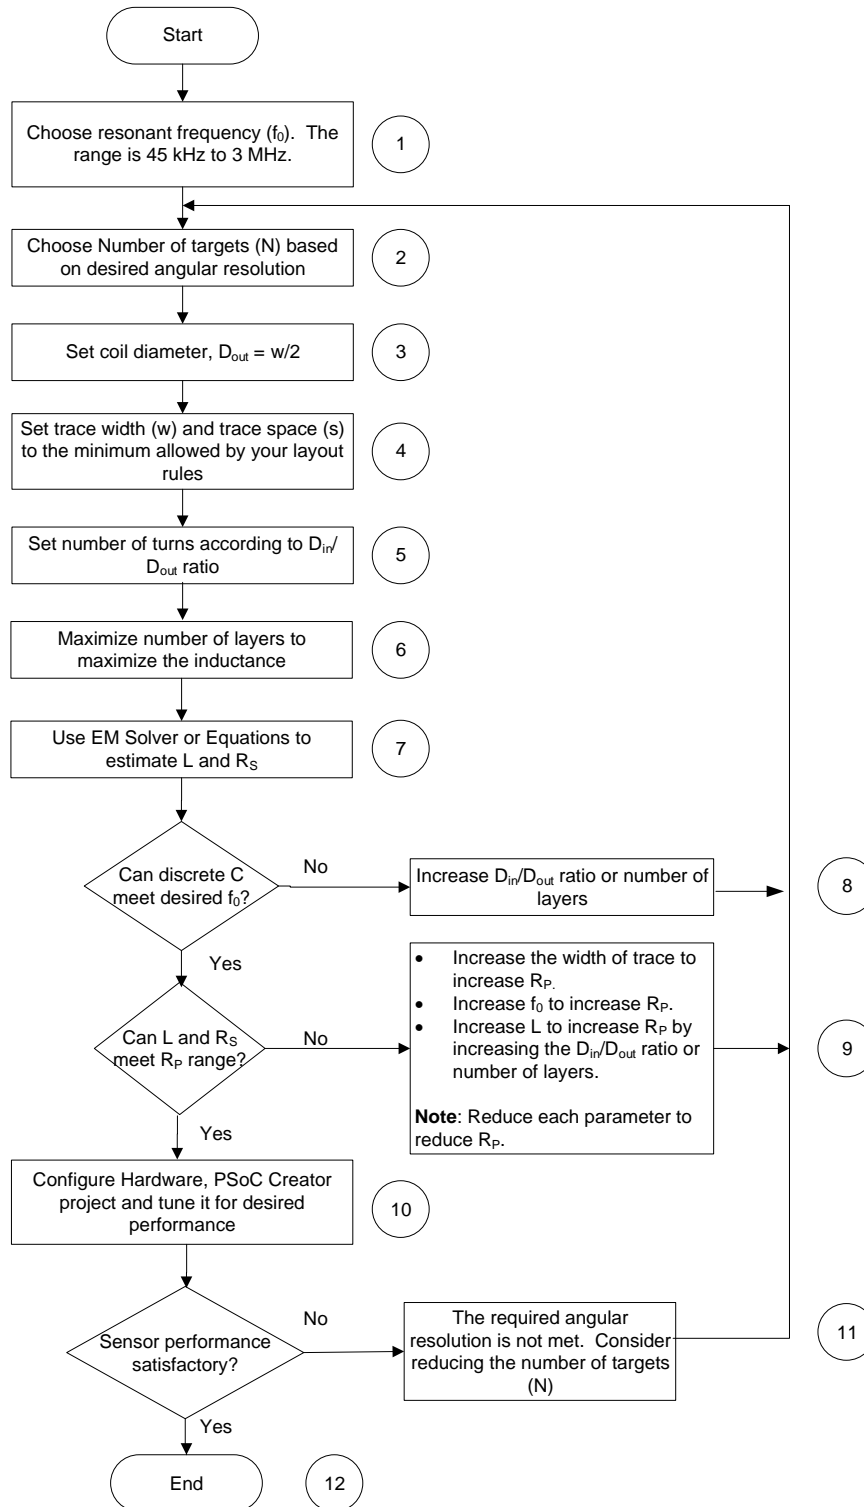 Start
Choose resonant frequency (f₀). The
range is 45 kHz to 3 MHz.
1
Choose Number of targets (N) based
on desired angular resolution
2
Set coil diameter, Dₒᵤₜ = w/2
3
Set trace width (w) and trace space (s)
to the minimum allowed by your layout
rules
4
Set number of turns according to Dᵢₙ/
Dₒᵤₜ ratio
5
Maximize number of layers to
maximize the inductance
6
Use EM Solver or Equations to
estimate L and R_S
7
Can discrete C
meet desired f₀?
No
Increase Dᵢₙ/Dₒᵤₜ ratio or number of
layers
8
Yes
Can L and R_S
meet R_P range?
No
• Increase the width of trace to
increase R_P.
• Increase f₀ to increase R_P.
• Increase L to increase R_P by
increasing the Dᵢₙ/Dₒᵤₜ ratio or
number of layers.
Note: Reduce each parameter to
reduce R_P.
9
Yes
Configure Hardware, PSoC Creator
project and tune it for desired
performance
10
Sensor performance
satisfactory?
No
The required angular
resolution is not met. Consider
reducing the number of targets
(N)
11
Yes
End
12